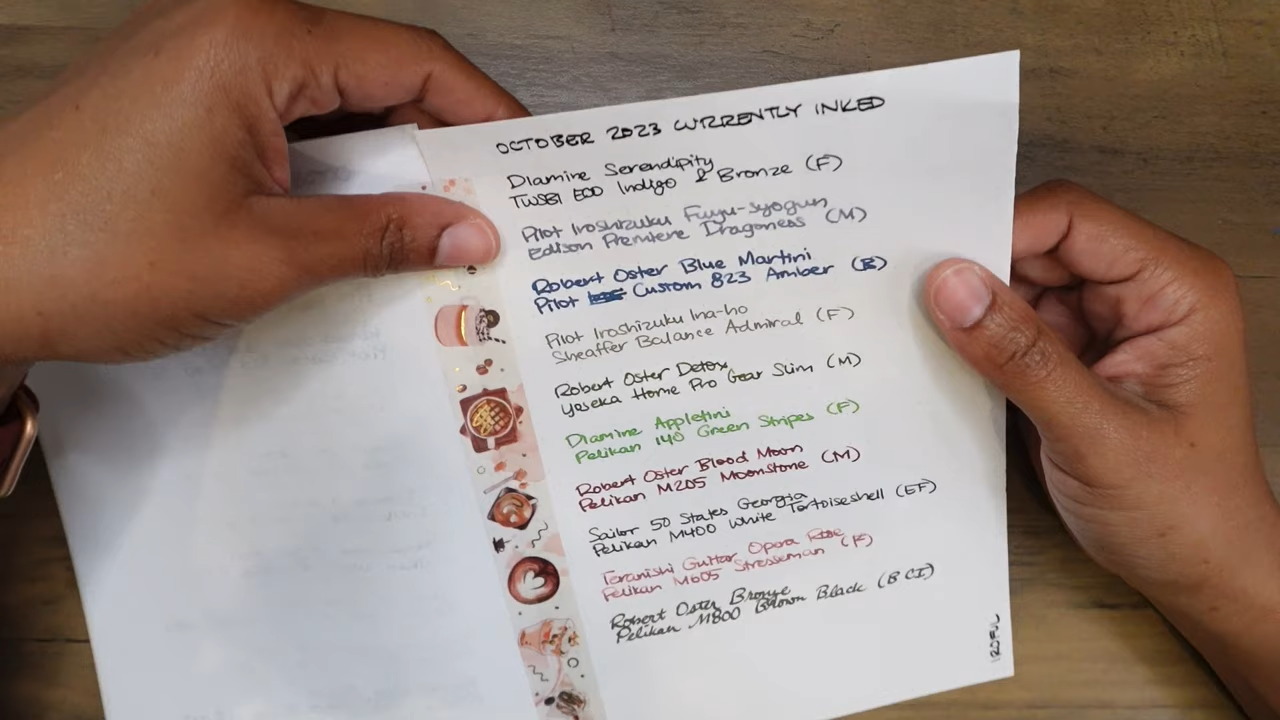 OCTOBER 2023 CURRENTLY INKED
Diamine Serendipity
TWSBI ECO Indigo & Bronze (F)
Pilot Iroshizuku Fuyu-syogun
Edison Premiere Dragoness (M)
Robert Oster Blue Martini
Pilot Custom 823 Amber (B)
Pilot Iroshizuku Ina-ho
Sheaffer Balance Admiral (F)
Robert Oster Detox
Yoseka Home Pro Gear Slim (M)
Diamine Appletini
Pelikan 140 Green Stripes (F)
Robert Oster Blood Moon
Pelikan M205 Moonstone (M)
Sailor 50 States Georgia
Pelikan M400 White Tortoiseshell (EF)
Teranishi Guitar Opera Rose
Pelikan M605 Stresseman (F)
Robert Oster Bronze
Pelikan M800 Brown Black (B CI)
IROFUL